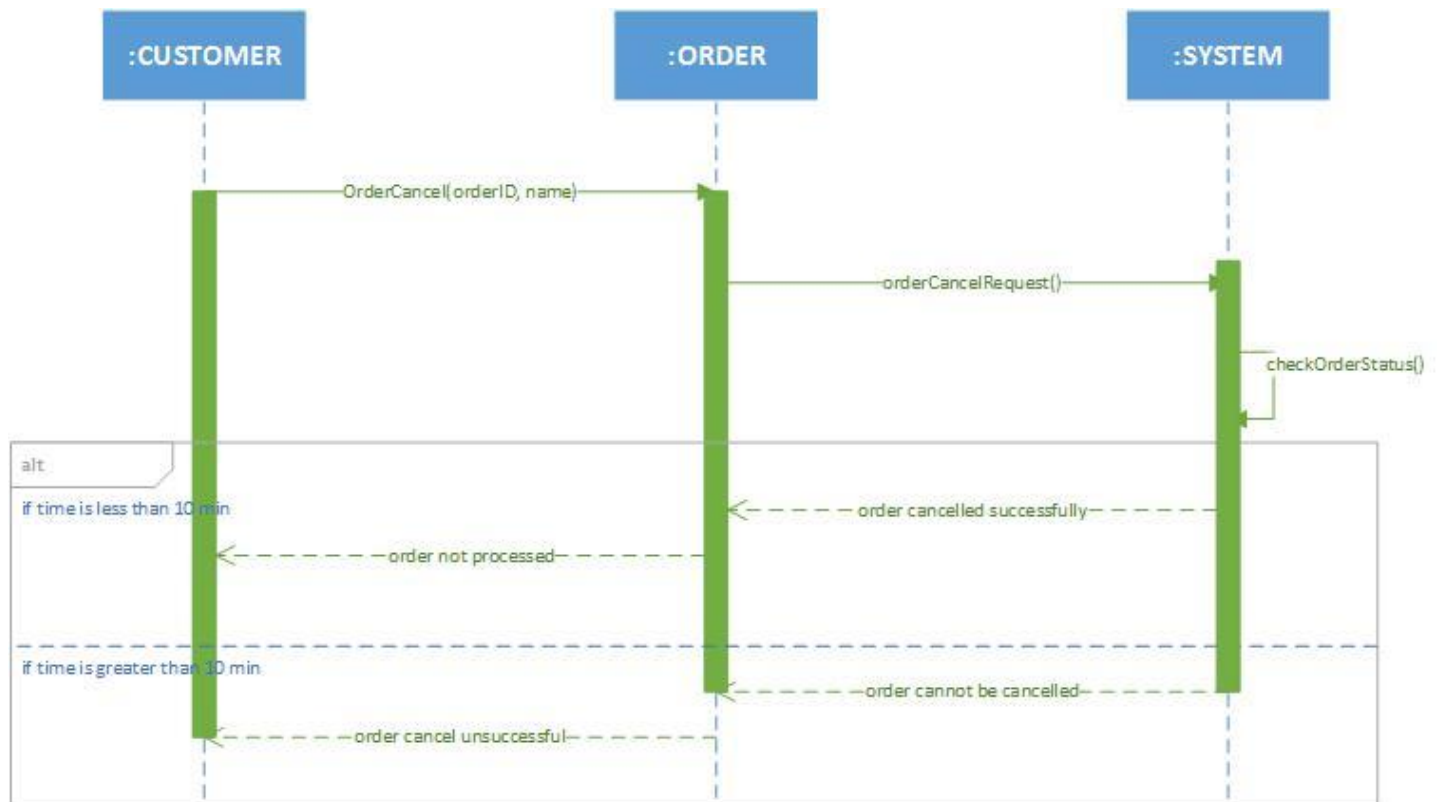 :CUSTOMER
:ORDER
:SYSTEM
OrderCancel(orderID, name)
orderCancelRequest()
checkOrderStatus()
alt
if time is less than 10 min
order cancelled successfully
order not processed
if time is greater than 10 min
order cannot be cancelled
order cancel unsuccessful